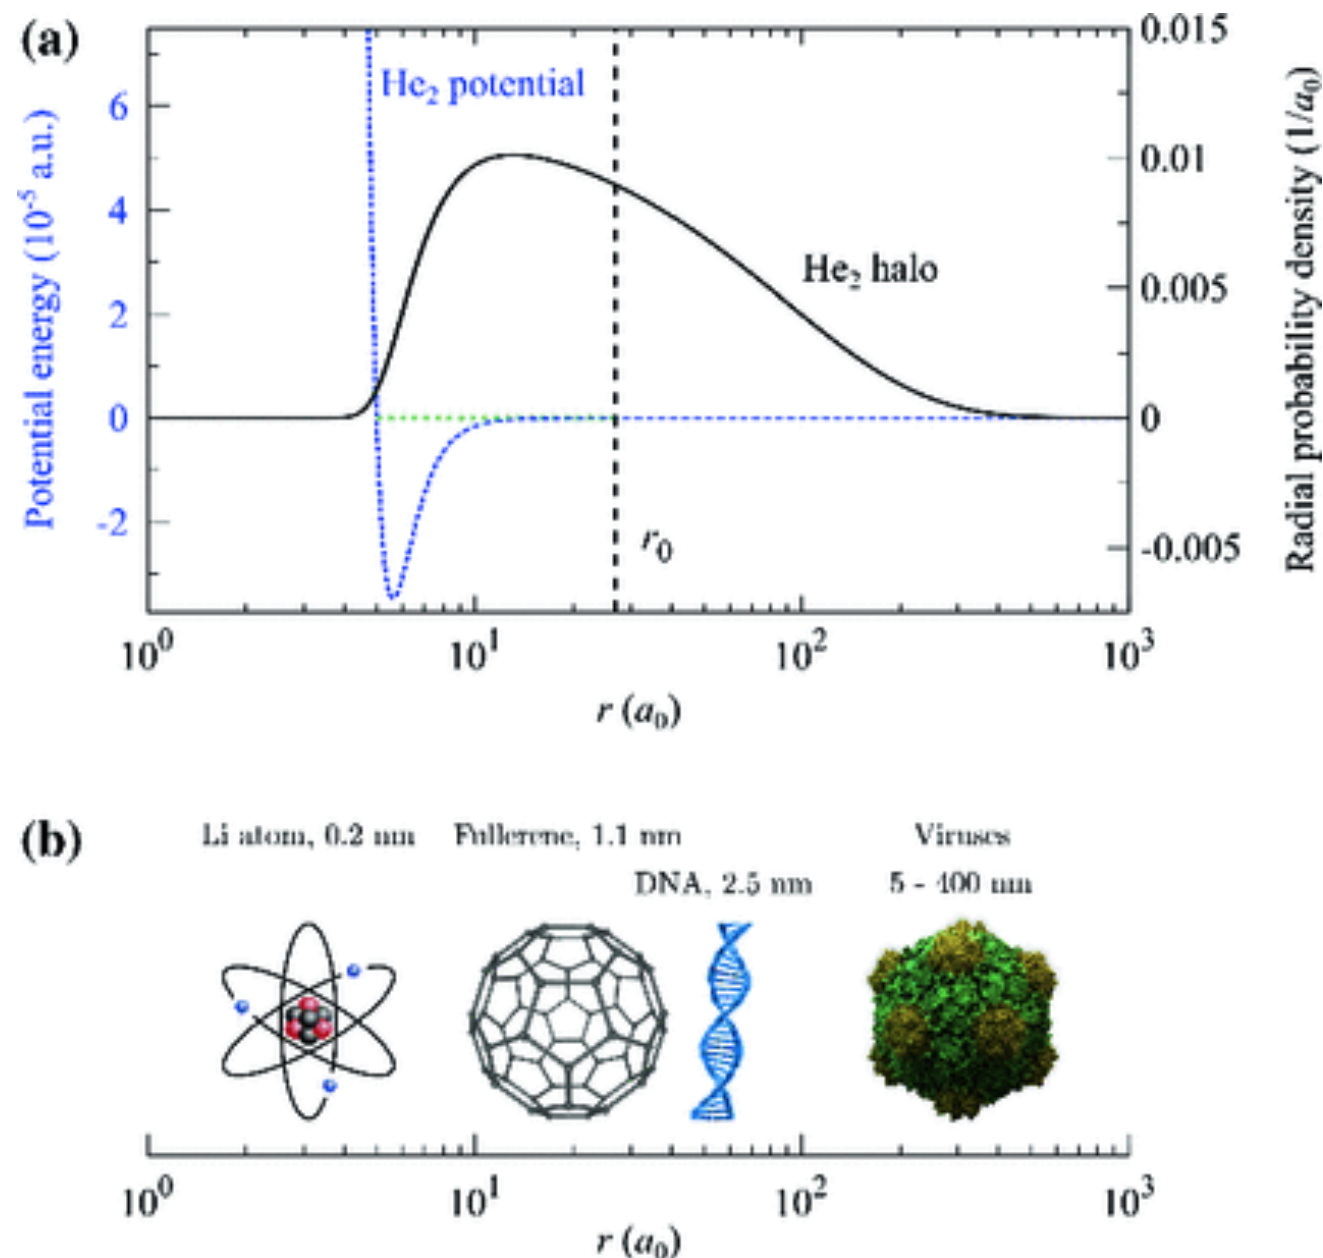 (a)
He₂ potential
He₂ halo
r₀
Potential energy (10⁻⁵ a.u.)
6
4
2
0
-2
Radial probability density (1/a₀)
0.015
0.010
0.005
0
-0.005
10⁰ 10¹ 10² 10³
r (a₀)
(b)
Li atom, 0.2 nm Fullerene, 1.1 nm Viruses
DNA, 2.5 nm 5 - 400 nm
10⁰ 10¹ 10² 10³
r (a₀)